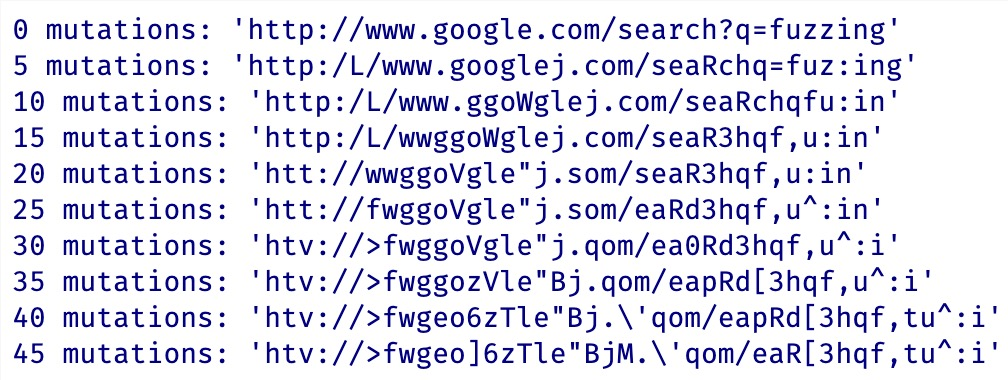 0 mutations: 'http://www.google.com/search?q=fuzzing'
5 mutations: 'http:/L/www.googlej.com/seaRchq=fuz:ing'
10 mutations: 'http:/L/www.ggoWglej.com/seaRchqfu:in'
15 mutations: 'http:/L/wwggoWglej.com/seaR3hqf,u:in'
20 mutations: 'htt://wwggoVgle"j.som/seaR3hqf,u:in'
25 mutations: 'htt://fwggoVgle"j.som/eaRd3hqf,u^:in'
30 mutations: 'htv://>fwggoVgle"j.qom/ea0Rd3hqf,u^:i'
35 mutations: 'htv://>fwggozVle"Bj.qom/eapRd[3hqf,u^:i'
40 mutations: 'htv://>fwgeo6zTle"Bj.\'qom/eapRd[3hqf,tu^:i'
45 mutations: 'htv://>fwgeo]6zTle"BjM.\'qom/eaR[3hqf,tu^:i'